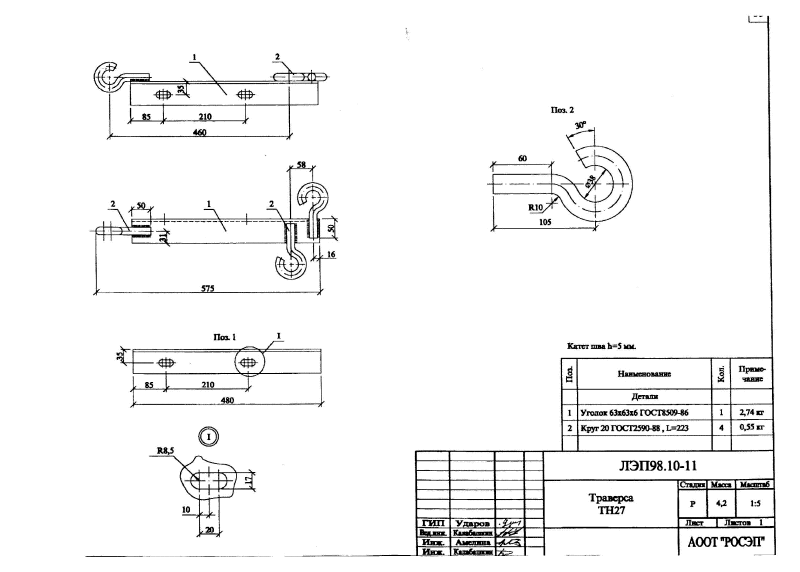 1
2
35
85
210
460
58
2
50
1
2
31
50
16
575
Поз. 1
1
35
85
210
480
I
R8,5
17
10
20
Поз. 2
30°
60
⌀38
R10
105
Катет шва h=5 мм.
Поз. Наименование Кол. Приме-
чание
Детали
1 Уголок 63х63х6 ГОСТ8509-86 1 2,74 кг
2 Круг 20 ГОСТ2590-88 , L=223 4 0,55 кг
ЛЭП98.10-11
Траверса
ТН27
Стадия Масса Масштаб
Р 4,2 1:5
Лист Листов 1
АООТ "РОСЭП"
ГИП Ударов
Вед.инж. Калабашкин
Инж. Амелина
Инж. Калабашкин